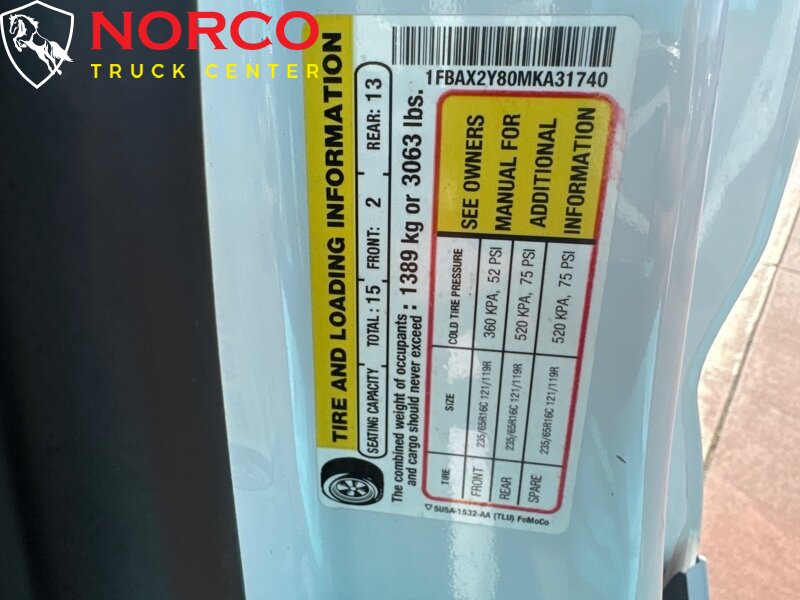 NORCO
TRUCK CENTER
1FBAX2Y80MKA31740
TIRE AND LOADING INFORMATION
SEATING CAPACITY TOTAL: 15 FRONT: 2 REAR: 13
The combined weight of occupants
and cargo should never exceed : 1389 kg or 3063 lbs.
TIRE SIZE COLD TIRE PRESSURE
FRONT 235/65R16C 121/119R 360 KPA, 52 PSI
REAR 235/65R16C 121/119R 520 KPA, 75 PSI
SPARE 235/65R16C 121/119R 520 KPA, 75 PSI
SEE OWNERS
MANUAL FOR
ADDITIONAL
INFORMATION
5U5A-1532-AA (TLU) FoMoCo